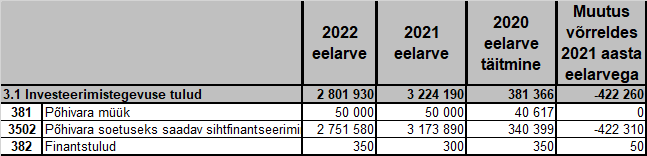 2022 eelarve 2021 eelarve 2020 eelarve täitmine Muutus võrreldes 2021 aasta eelarvega
3.1 Investeerimistegevuse tulud 2 801 930 3 224 190 381 366 -422 260
381 Põhivara müük 50 000 50 000 40 617 0
3502 Põhivara soetuseks saadav sihtfinantseerimi 2 751 580 3 173 890 340 399 -422 310
382 Finantstulud 350 300 350 50